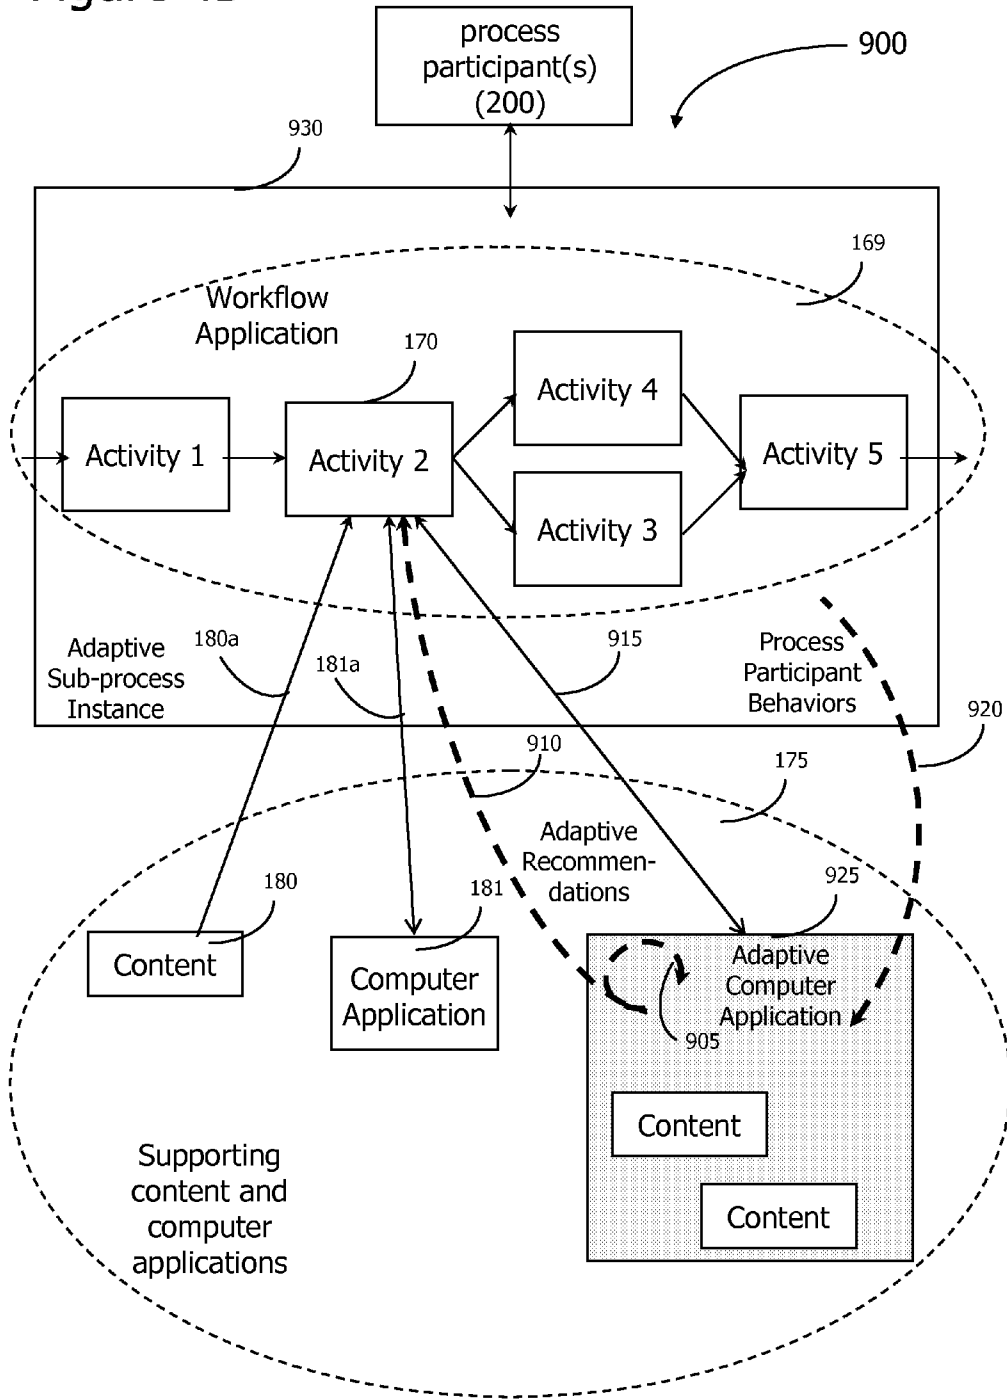 process
participant(s)
(200)
900
930
169
Workflow
Application
170
Activity 1
Activity 2
Activity 4
Activity 3
Activity 5
Adaptive
Sub-process
Instance
180a
181a
915
Process
Participant
Behaviors
920
910
175
Adaptive
Recommen-
dations
180
181
925
Content
Computer
Application
Adaptive
Computer
Application
905
Content
Content
Supporting
content and
computer
applications